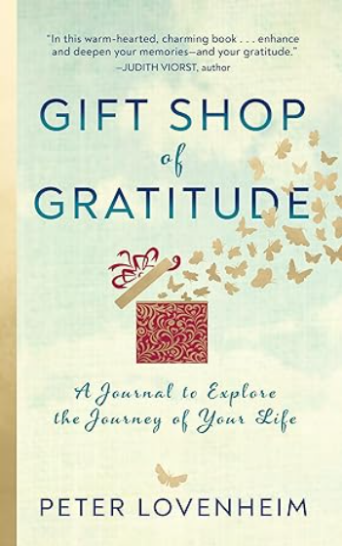 "In this warm-hearted, charming book . . . enhance
and deepen your memories—and your gratitude."
—JUDITH VIORST, author
GIFT SHOP
of
GRATITUDE
A Journal to Explore
the Journey of Your Life
PETER LOVENHEIM